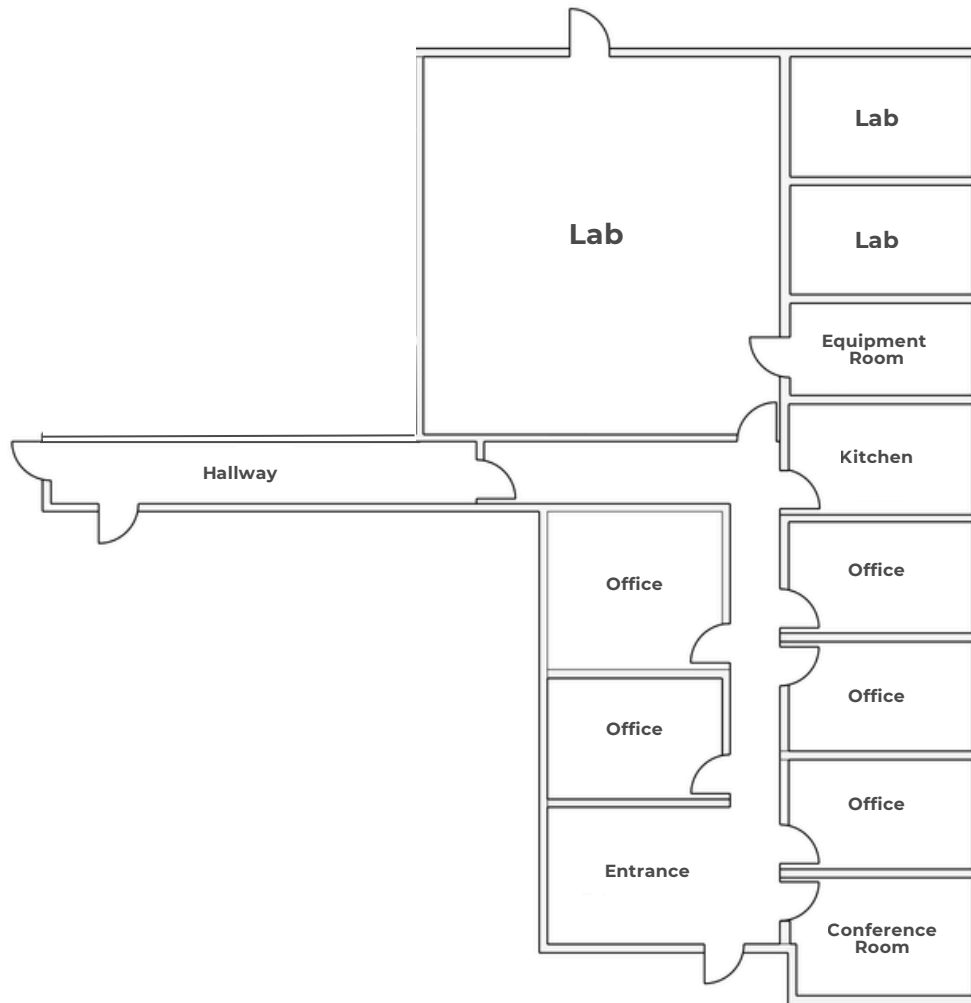 Lab
Lab
Lab
Equipment
Room
Hallway
Kitchen
Office
Office
Office
Office
Office
Entrance
Conference
Room